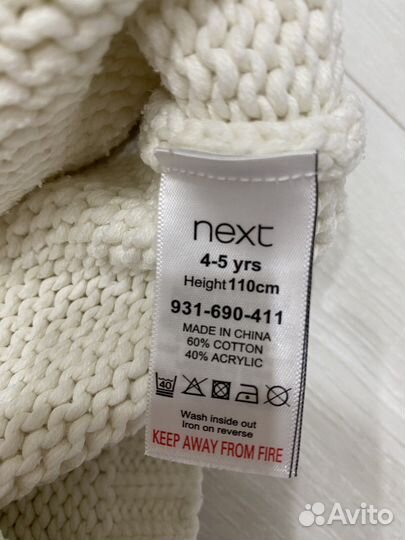 next
4-5 yrs
Height 110cm
931-690-411
MADE IN CHINA
60% COTTON
40% ACRYLIC
40
Wash inside out
Iron on reverse
KEEP AWAY FROM FIRE
Avito